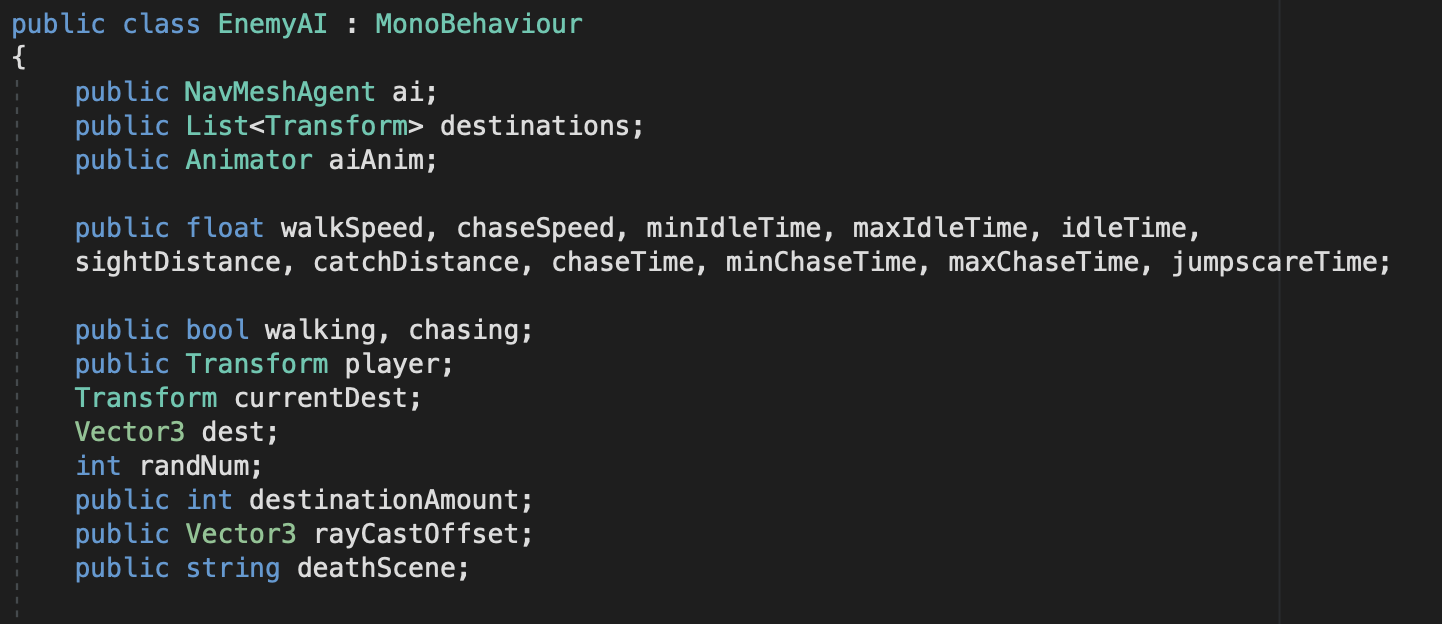 public class EnemyAI : MonoBehaviour
{
public NavMeshAgent ai;
public List<Transform> destinations;
public Animator aiAnim;
public float walkSpeed, chaseSpeed, minIdleTime, maxIdleTime, idleTime,
sightDistance, catchDistance, chaseTime, minChaseTime, maxChaseTime, jumpscareTime;
public bool walking, chasing;
public Transform player;
Transform currentDest;
Vector3 dest;
int randNum;
public int destinationAmount;
public Vector3 rayCastOffset;
public string deathScene;